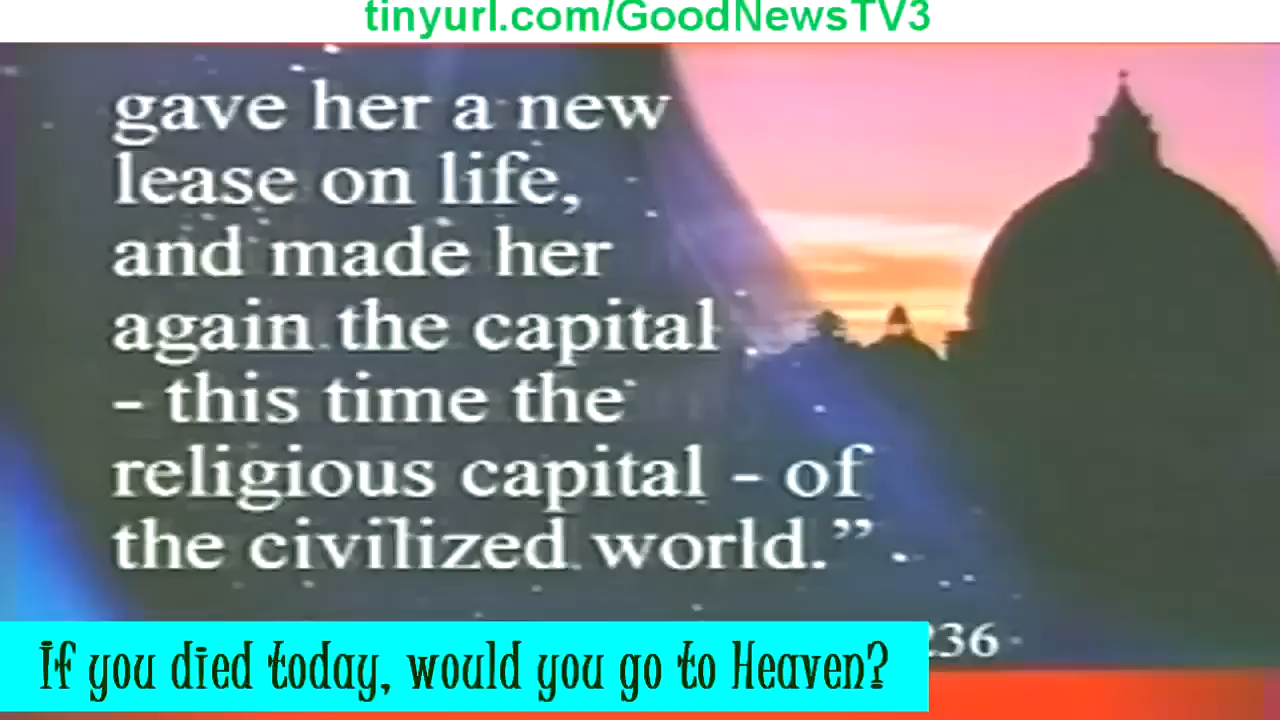 tinyurl.com/GoodNewsTV3
gave her a new
lease on life,
and made her
again the capital
- this time the
religious capital - of
the civilized world.”
236
If you died today, would you go to Heaven?